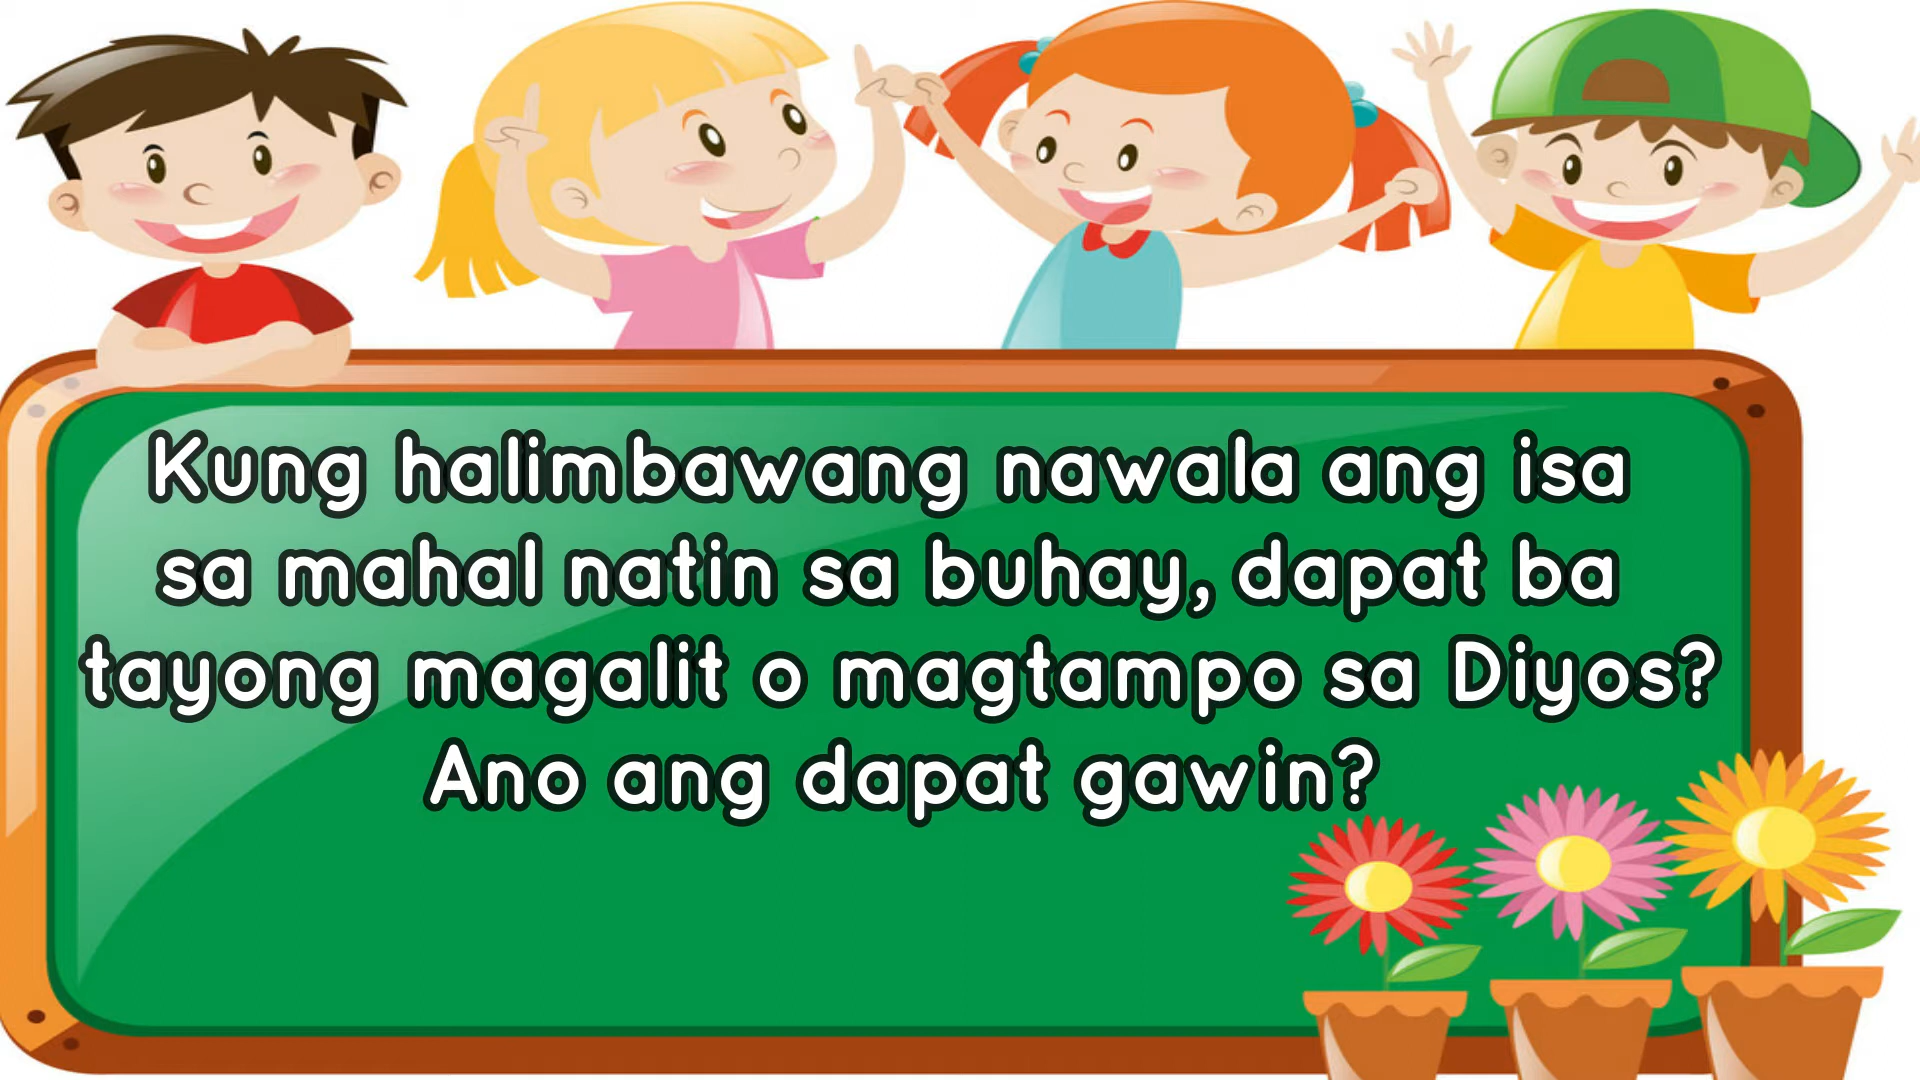 Kung halimbawang nawala ang isa
sa mahal natin sa buhay, dapat ba
tayong magalit o magtampo sa Diyos?
Ano ang dapat gawin?